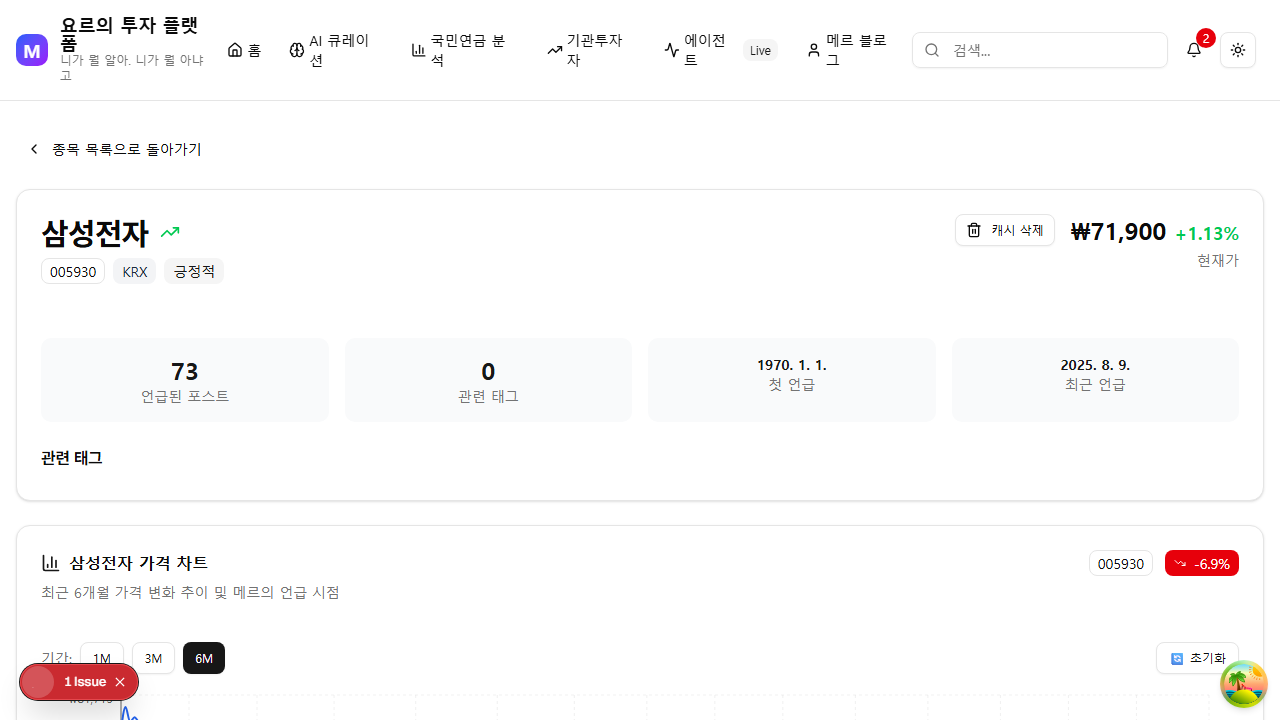 M
요르의 투자 플랫
폼
니가 뭘 알아. 니가 뭘 아냐
고
홈
AI 큐레이
션
국민연금 분
석
기관투자
자
에이전
트
Live
메르 블로
그
검색...
2
종목 목록으로 돌아가기
삼성전자
캐시 삭제
₩71,900 +1.13%
현재가
005930 KRX 긍정적
73
언급된 포스트
0
관련 태그
1970. 1. 1.
첫 언급
2025. 8. 9.
최근 언급
관련 태그
삼성전자 가격 차트
005930 -6.9%
최근 6개월 가격 변화 추이 및 메르의 언급 시점
기간: 1M 3M 6M
초기화
1 Issue